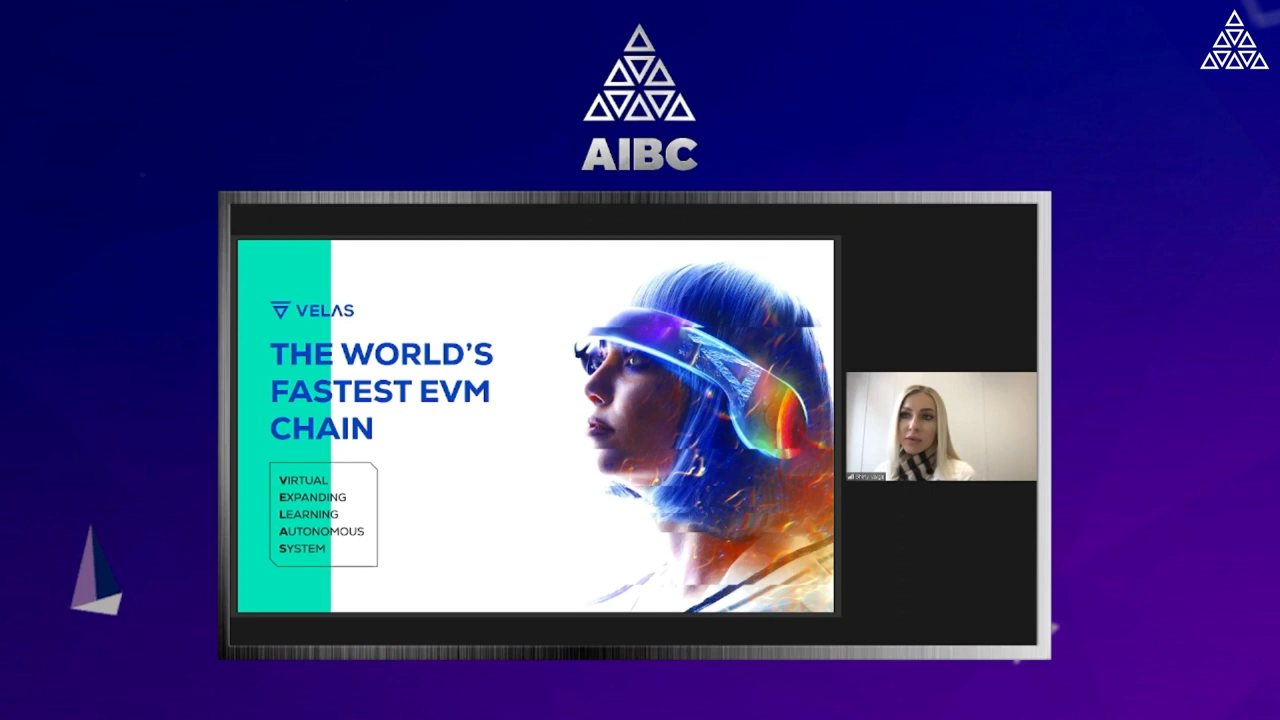 AIBC
VELAS
THE WORLD'S
FASTEST EVM
CHAIN
VIRTUAL
EXPANDING
LEARNING
AUTONOMOUS
SYSTEM